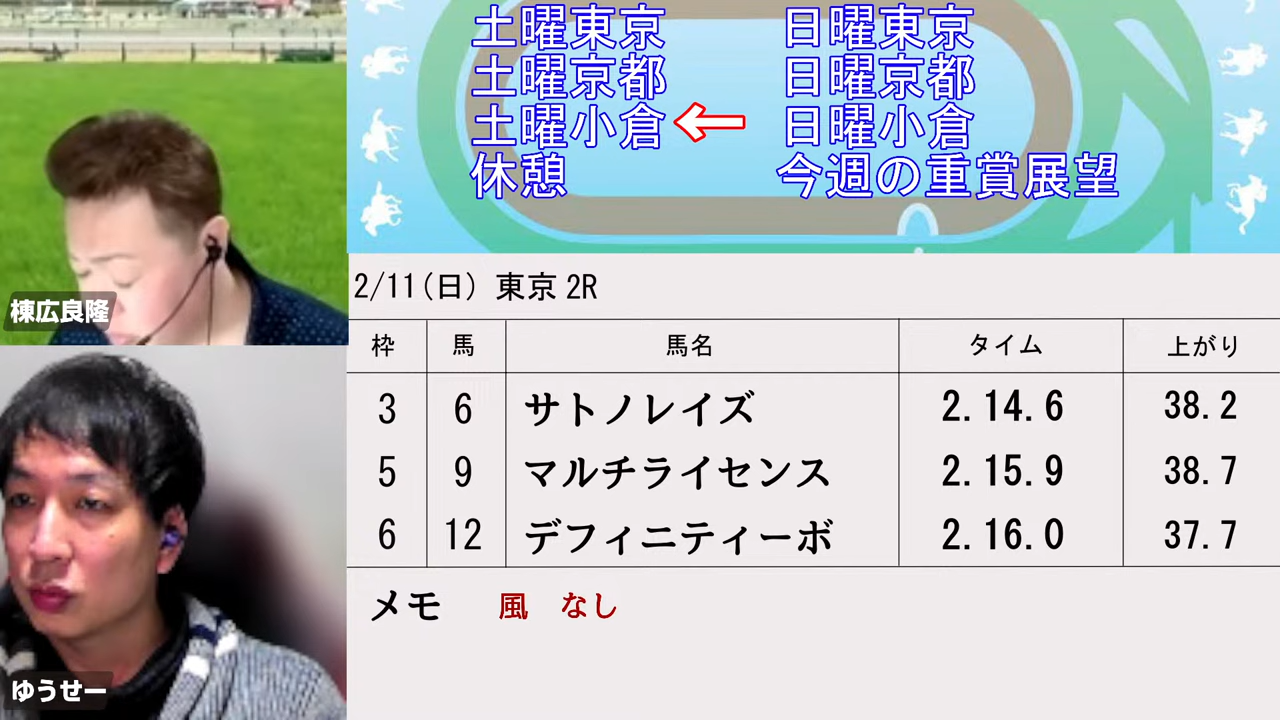 土曜東京 日曜東京
土曜京都 日曜京都
土曜小倉 日曜小倉
休憩 今週の重賞展望
棟広良隆
2/11(日) 東京 2R
枠 馬 馬名 タイム 上がり
3 6 サトノレイズ 2.14.6 38.2
5 9 マルチライセンス 2.15.9 38.7
6 12 デフィニティーボ 2.16.0 37.7
メモ 風 なし
ゆうせー